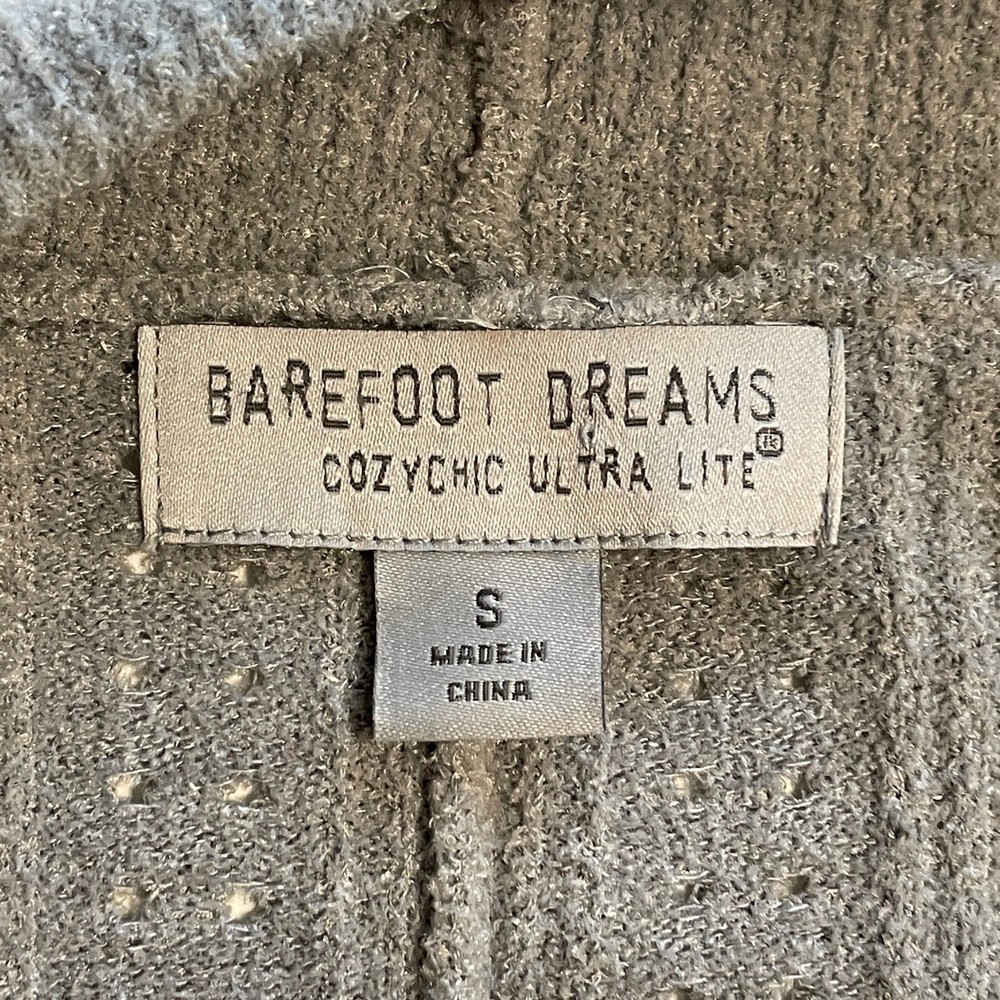 BAREFOOT DREAMS
COZYCHIC ULTRA LITE®
S
MADE IN
CHINA